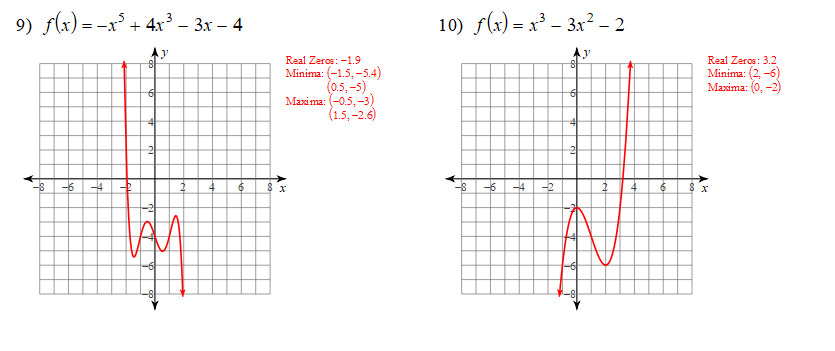 9) f(x) = −x⁵ + 4x³ − 3x − 4
y
8
6
4
2
−8 −6 −4 −2 2 4 6 8 x
−2
−4
−6
−8
Real Zeros: −1.9
Minima: (−1.5, −5.4)
(0.5, −5)
Maxima: (−0.5, −3)
(1.5, −2.6)
10) f(x) = x³ − 3x² − 2
y
8
6
4
2
−8 −6 −4 −2 2 4 6 8 x
−2
−4
−6
−8
Real Zeros: 3.2
Minima: (2, −6)
Maxima: (0, −2)